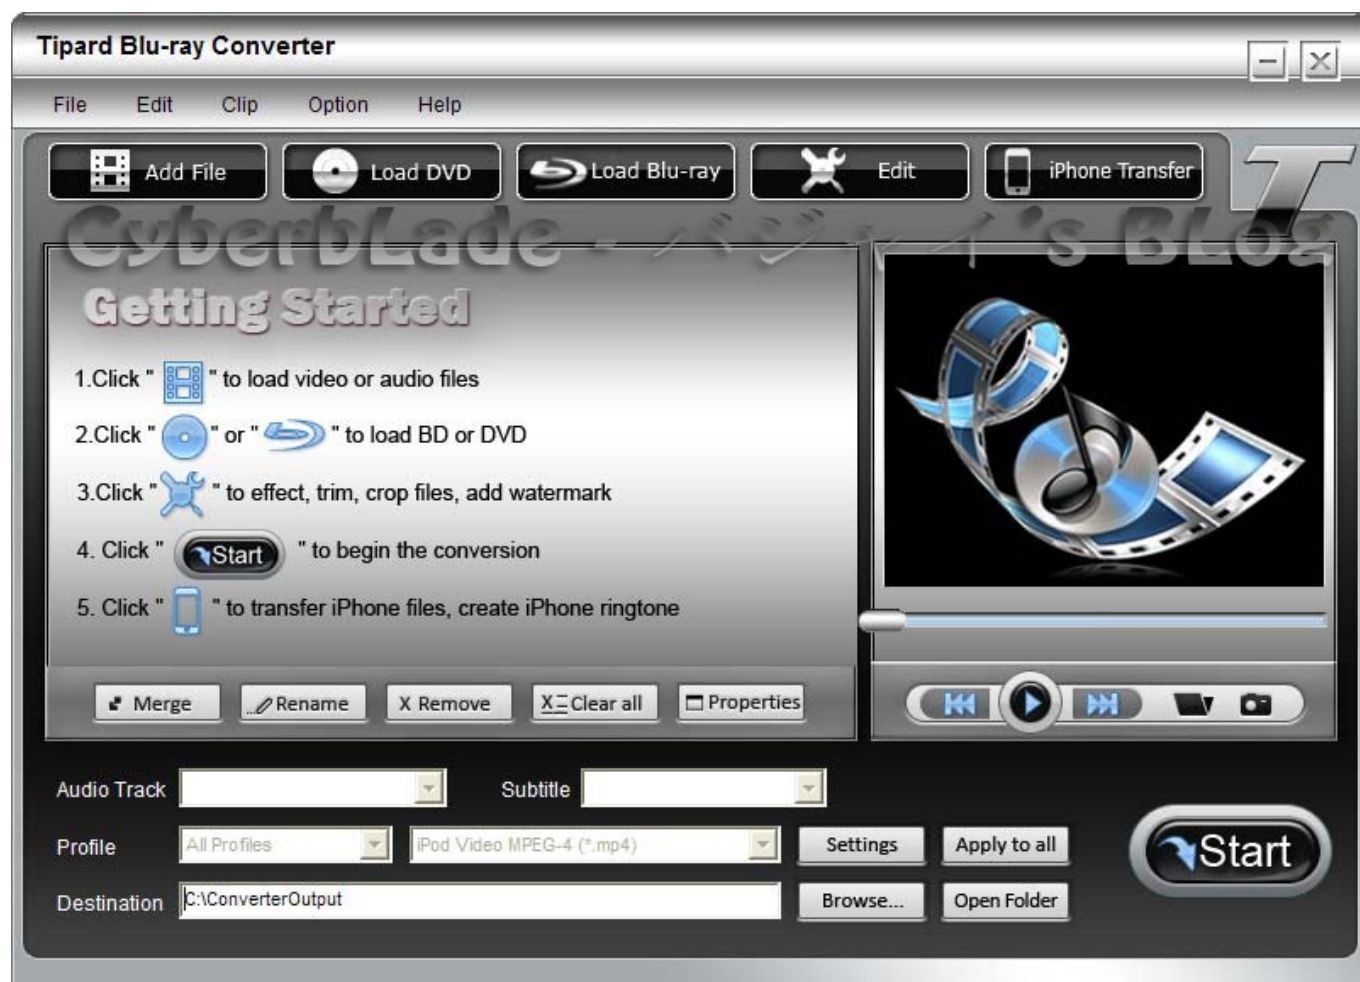 Tipard Blu-ray Converter
File Edit Clip Option Help
Add File Load DVD Load Blu-ray Edit iPhone Transfer
CyberbLade - バジャイ's BLog
Getting Started
1.Click " " to load video or audio files
2.Click " " or " " to load BD or DVD
3.Click " " to effect, trim, crop files, add watermark
4. Click " Start " to begin the conversion
5. Click " " to transfer iPhone files, create iPhone ringtone
Merge ..Rename X Remove X Clear all Properties
Audio Track Subtitle
Profile All Profiles iPod Video MPEG-4 (*.mp4) Settings Apply to all
Start
Destination C:\ConverterOutput Browse... Open Folder